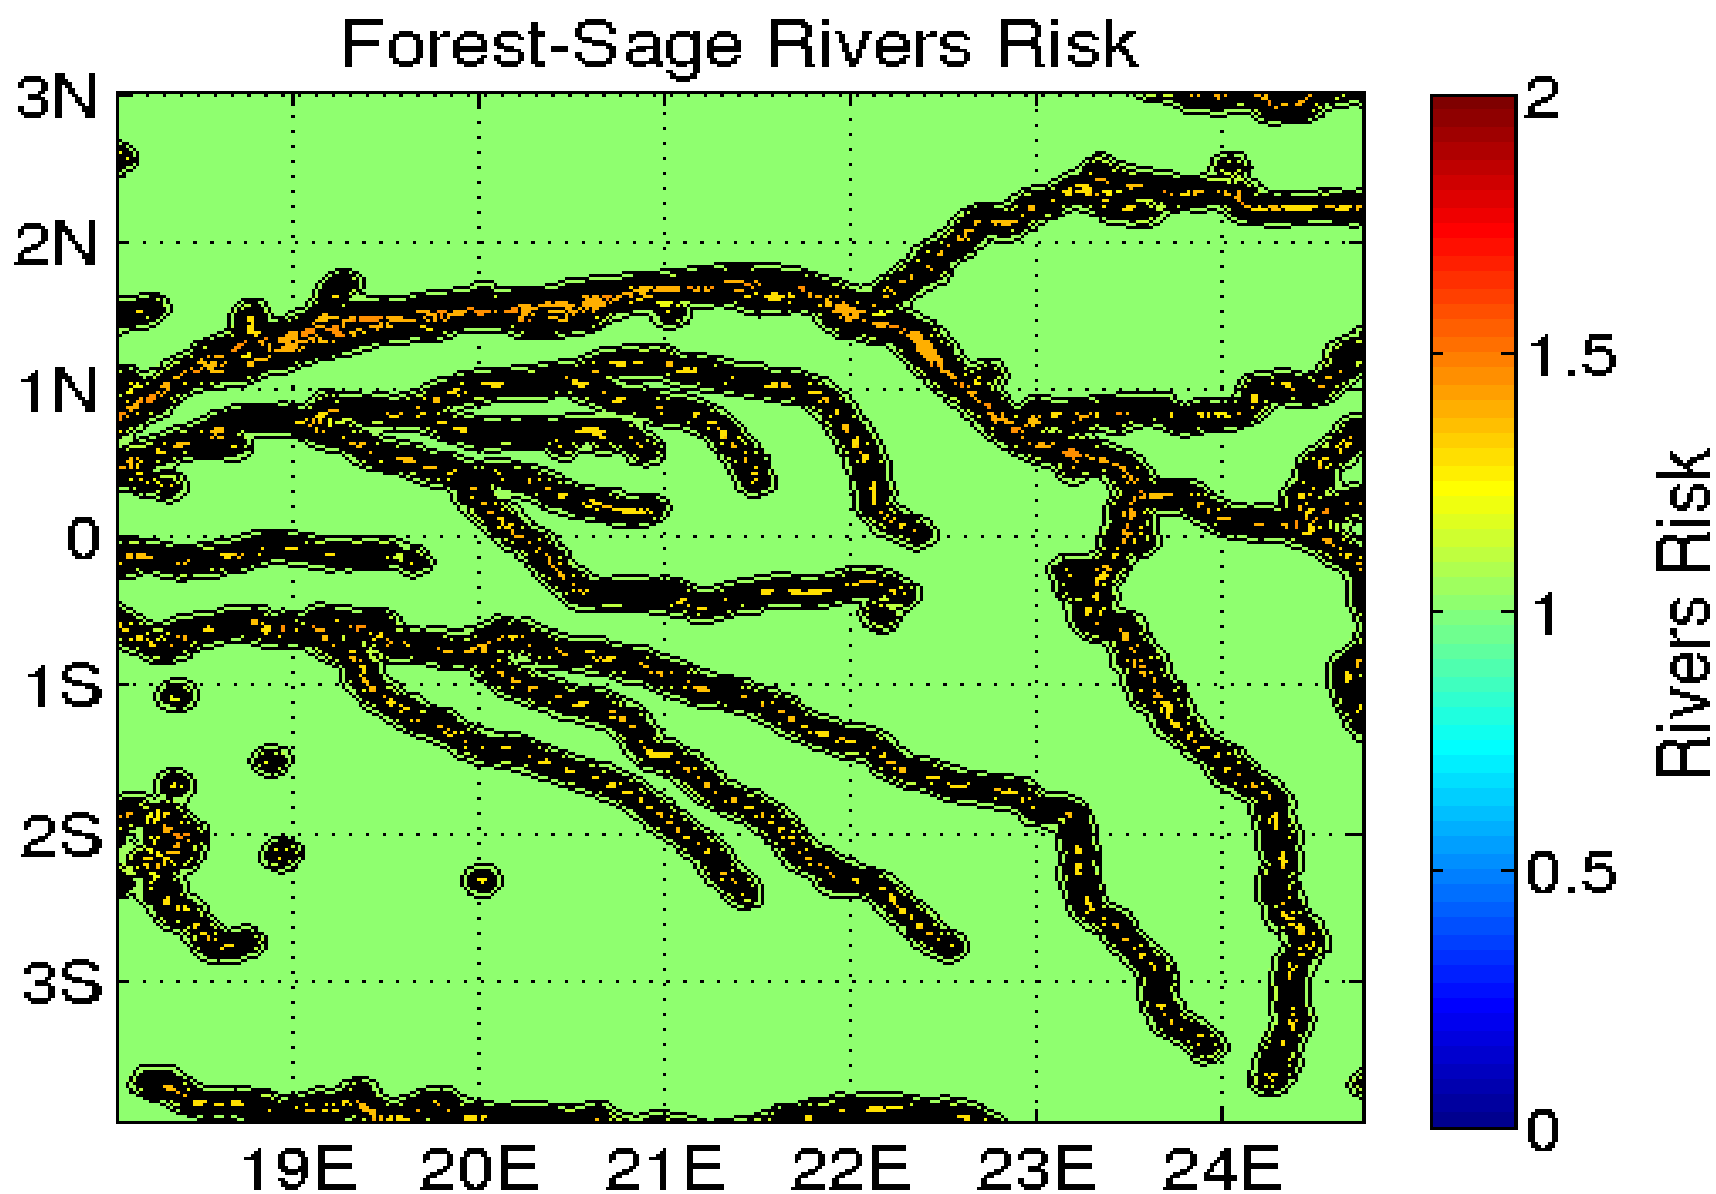 Forest-Sage Rivers Risk
3N
2N
1N
0
1S
2S
3S
19E 20E 21E 22E 23E 24E
2
1.5
1
0.5
0
Rivers Risk